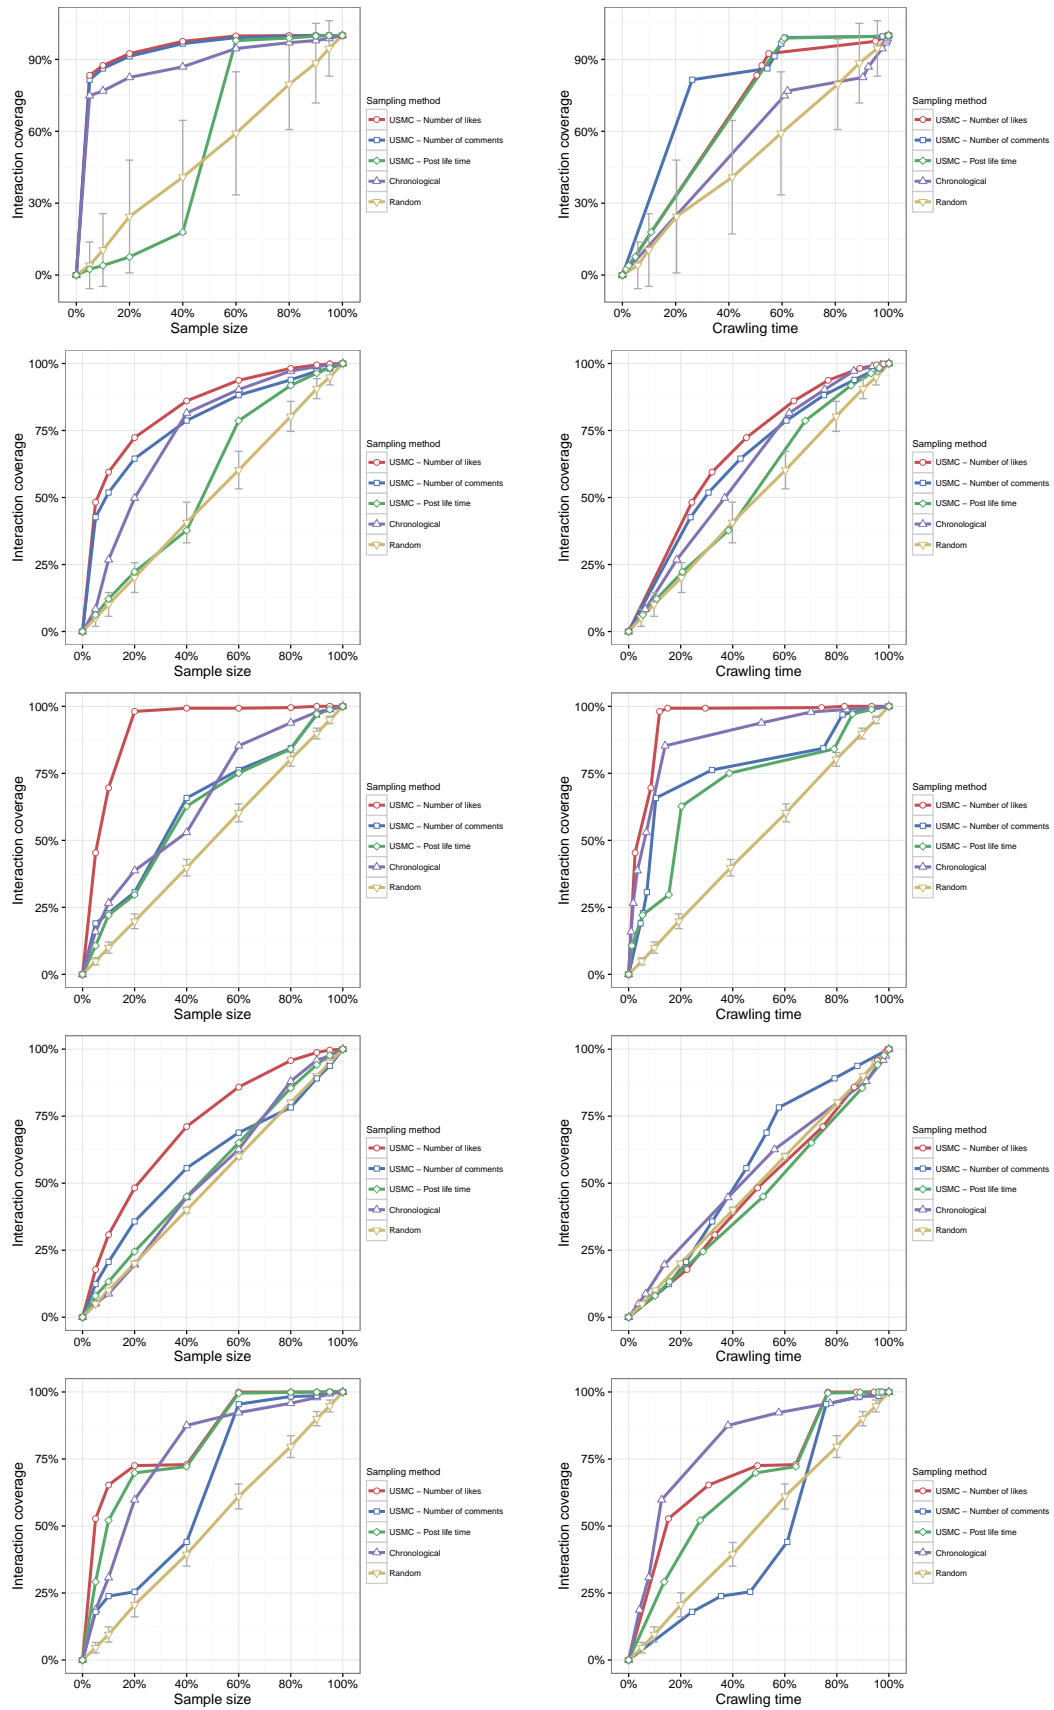 90%
60%
30%
0%
0%
20%
40%
60%
80%
100%
Sample size
Interaction coverage
Sampling method
USMC − Number of likes
USMC − Number of comments
USMC − Post life time
Chronological
Random
90%
60%
30%
0%
0%
20%
40%
60%
80%
100%
Crawling time
Interaction coverage
Sampling method
USMC − Number of likes
USMC − Number of comments
USMC − Post life time
Chronological
Random
100%
75%
50%
25%
0%
0%
20%
40%
60%
80%
100%
Sample size
Interaction coverage
Sampling method
USMC − Number of likes
USMC − Number of comments
USMC − Post life time
Chronological
Random
100%
75%
50%
25%
0%
0%
20%
40%
60%
80%
100%
Crawling time
Interaction coverage
Sampling method
USMC − Number of likes
USMC − Number of comments
USMC − Post life time
Chronological
Random
100%
75%
50%
25%
0%
0%
20%
40%
60%
80%
100%
Sample size
Interaction coverage
Sampling method
USMC − Number of likes
USMC − Number of comments
USMC − Post life time
Chronological
Random
100%
75%
50%
25%
0%
0%
20%
40%
60%
80%
100%
Crawling time
Interaction coverage
Sampling method
USMC − Number of likes
USMC − Number of comments
USMC − Post life time
Chronological
Random
100%
75%
50%
25%
0%
0%
20%
40%
60%
80%
100%
Sample size
Interaction coverage
Sampling method
USMC − Number of likes
USMC − Number of comments
USMC − Post life time
Chronological
Random
100%
75%
50%
25%
0%
0%
20%
40%
60%
80%
100%
Crawling time
Interaction coverage
Sampling method
USMC − Number of likes
USMC − Number of comments
USMC − Post life time
Chronological
Random
100%
75%
50%
25%
0%
0%
20%
40%
60%
80%
100%
Sample size
Interaction coverage
Sampling method
USMC − Number of likes
USMC − Number of comments
USMC − Post life time
Chronological
Random
100%
75%
50%
25%
0%
0%
20%
40%
60%
80%
100%
Crawling time
Interaction coverage
Sampling method
USMC − Number of likes
USMC − Number of comments
USMC − Post life time
Chronological
Random